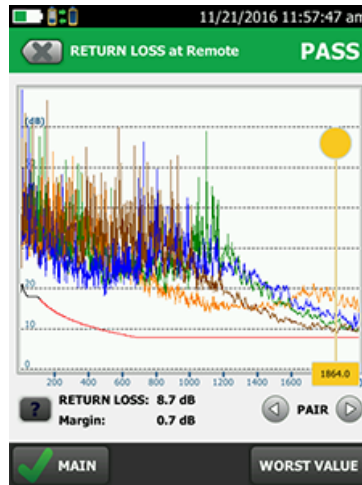 11/21/2016 11:57:47 am
RETURN LOSS at Remote PASS
(dB)
20
10
0
200 400 600 800 1000 1200 1400 1600 1864.0
? RETURN LOSS: 8.7 dB
Margin: 0.7 dB
PAIR
MAIN WORST VALUE